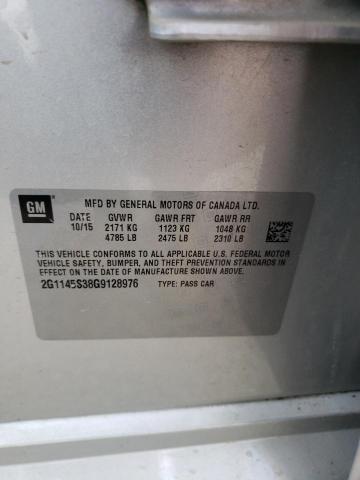 GM
MFD BY GENERAL MOTORS OF CANADA LTD.
DATE GVWR GAWR FRT GAWR RR
10/15 2171 KG 1123 KG 1048 KG
4785 LB 2475 LB 2310 LB
THIS VEHICLE CONFORMS TO ALL APPLICABLE U.S. FEDERAL MOTOR
VEHICLE SAFETY, BUMPER, AND THEFT PREVENTION STANDARDS
IN EFFECT ON THE DATE OF MANUFACTURE SHOWN ABOVE.
2G1145S38G9128976 TYPE: PASS CAR